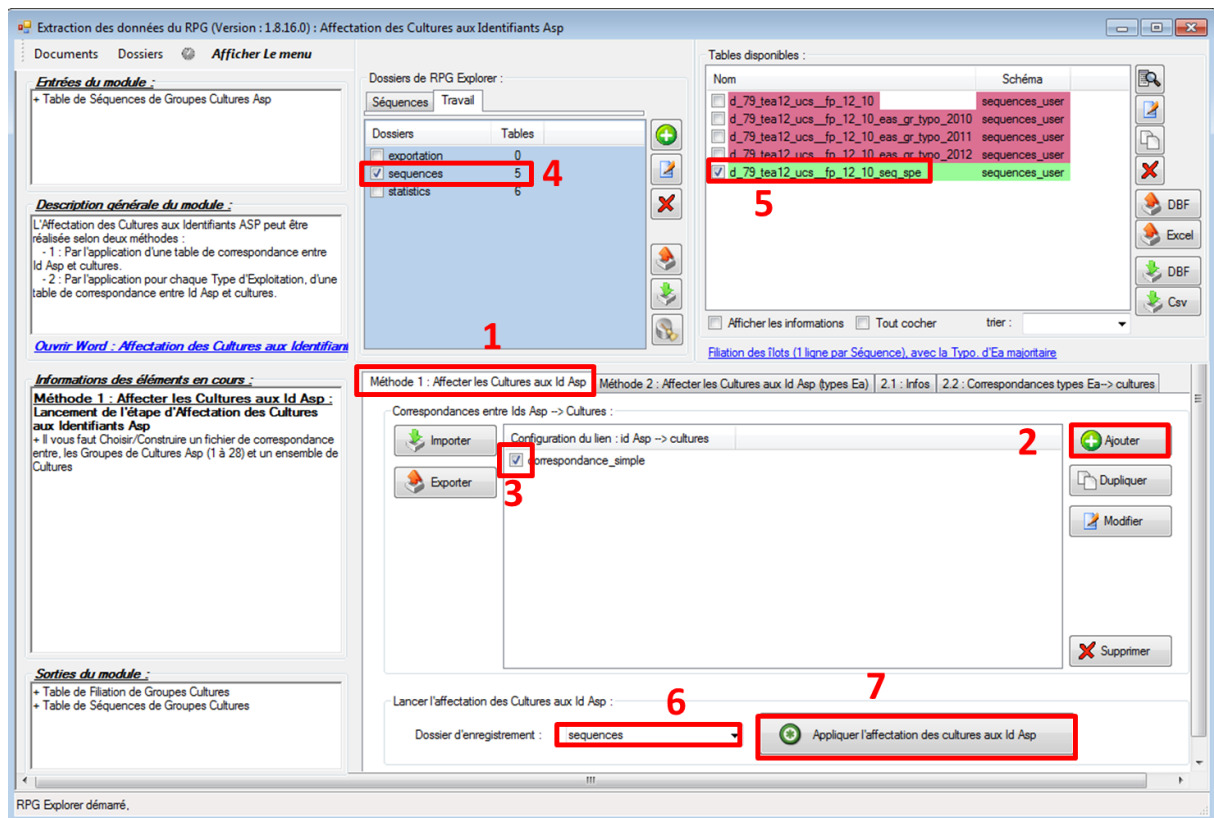 Extraction des données du RPG (Version : 1.8.16.0) : Affectation des Cultures aux Identifiants Asp
Documents Dossiers Afficher Le menu
Entrées du module :
+ Table de Séquences de Groupes Cultures Asp
Description générale du module :
L'Affectation des Cultures aux Identifiants ASP peut être
réalisée selon deux méthodes :
- 1 : Par l'application d'une table de correspondance entre
Id Asp et cultures.
- 2 : Par l'application pour chaque Type d'Exploitation, d'une
table de correspondance entre Id Asp et cultures.
Ouvrir Word : Affectation des Cultures aux Identifiant
Informations des éléments en cours :
Méthode 1 : Affecter les Cultures aux Id Asp :
Lancement de l'étape d'Affectation des Cultures
aux Identifiants Asp
+ Il vous faut Choisir/Construire un fichier de correspondance
entre, les Groupes de Cultures Asp (1 à 28) et un ensemble de
Cultures
Sorties du module :
+ Table de Filiation de Groupes Cultures
+ Table de Séquences de Groupes Cultures
Dossiers de RPG Explorer :
Séquences Travail
Dossiers Tables
exportation 0
sequences 5
4
statistics 6
1
Tables disponibles :
Nom Schéma
d_79_tea12_ucs__fp_12_10 sequences_user
d_79_tea12_ucs__fp_12_10_eas_gr_typo_2010 sequences_user
d_79_tea12_ucs__fp_12_10_eas_gr_typo_2011 sequences_user
d_79_tea12_ucs__fp_12_10_eas_gr_typo_2012 sequences_user
d_79_tea12_ucs__fp_12_10_seq_spe sequences_user
5
DBF
Excel
DBF
Csv
Afficher les informations Tout cocher trier :
Filiation des îlots (1 ligne par Séquence), avec la Typo. d'Ea majoritaire
Méthode 1 : Affecter les Cultures aux Id Asp Méthode 2 : Affecter les Cultures aux Id Asp (types Ea) 2.1 : Infos 2.2 : Correspondances types Ea--> cultures
Correspondances entre Ids Asp --> Cultures :
Importer
Exporter
Configuration du lien : id Asp --> cultures
correspondance_simple
3
2
Ajouter
Dupliquer
Modifier
Supprimer
Lancer l'affectation des Cultures aux Id Asp :
6
7
Dossier d'enregistrement : sequences
Appliquer l'affectation des cultures aux Id Asp
RPG Explorer démarré,